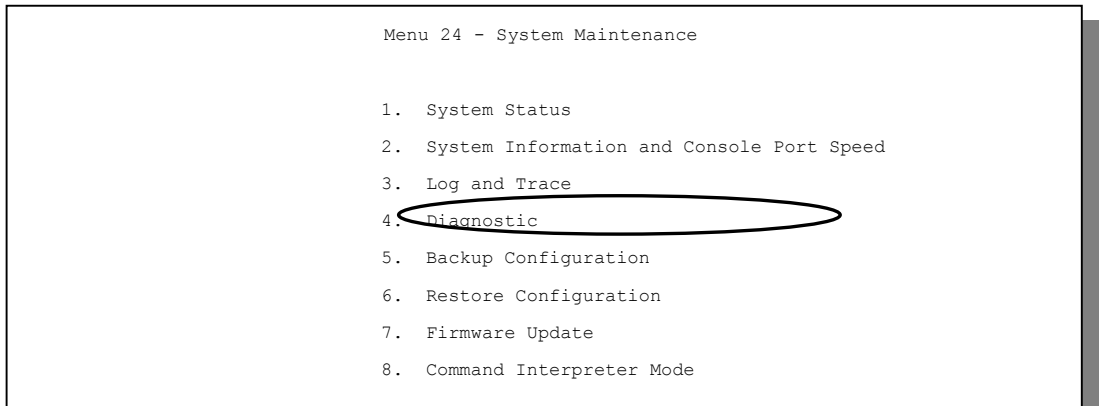 Menu 24 - System Maintenance
1. System Status
2. System Information and Console Port Speed
3. Log and Trace
4. Diagnostic
5. Backup Configuration
6. Restore Configuration
7. Firmware Update
8. Command Interpreter Mode